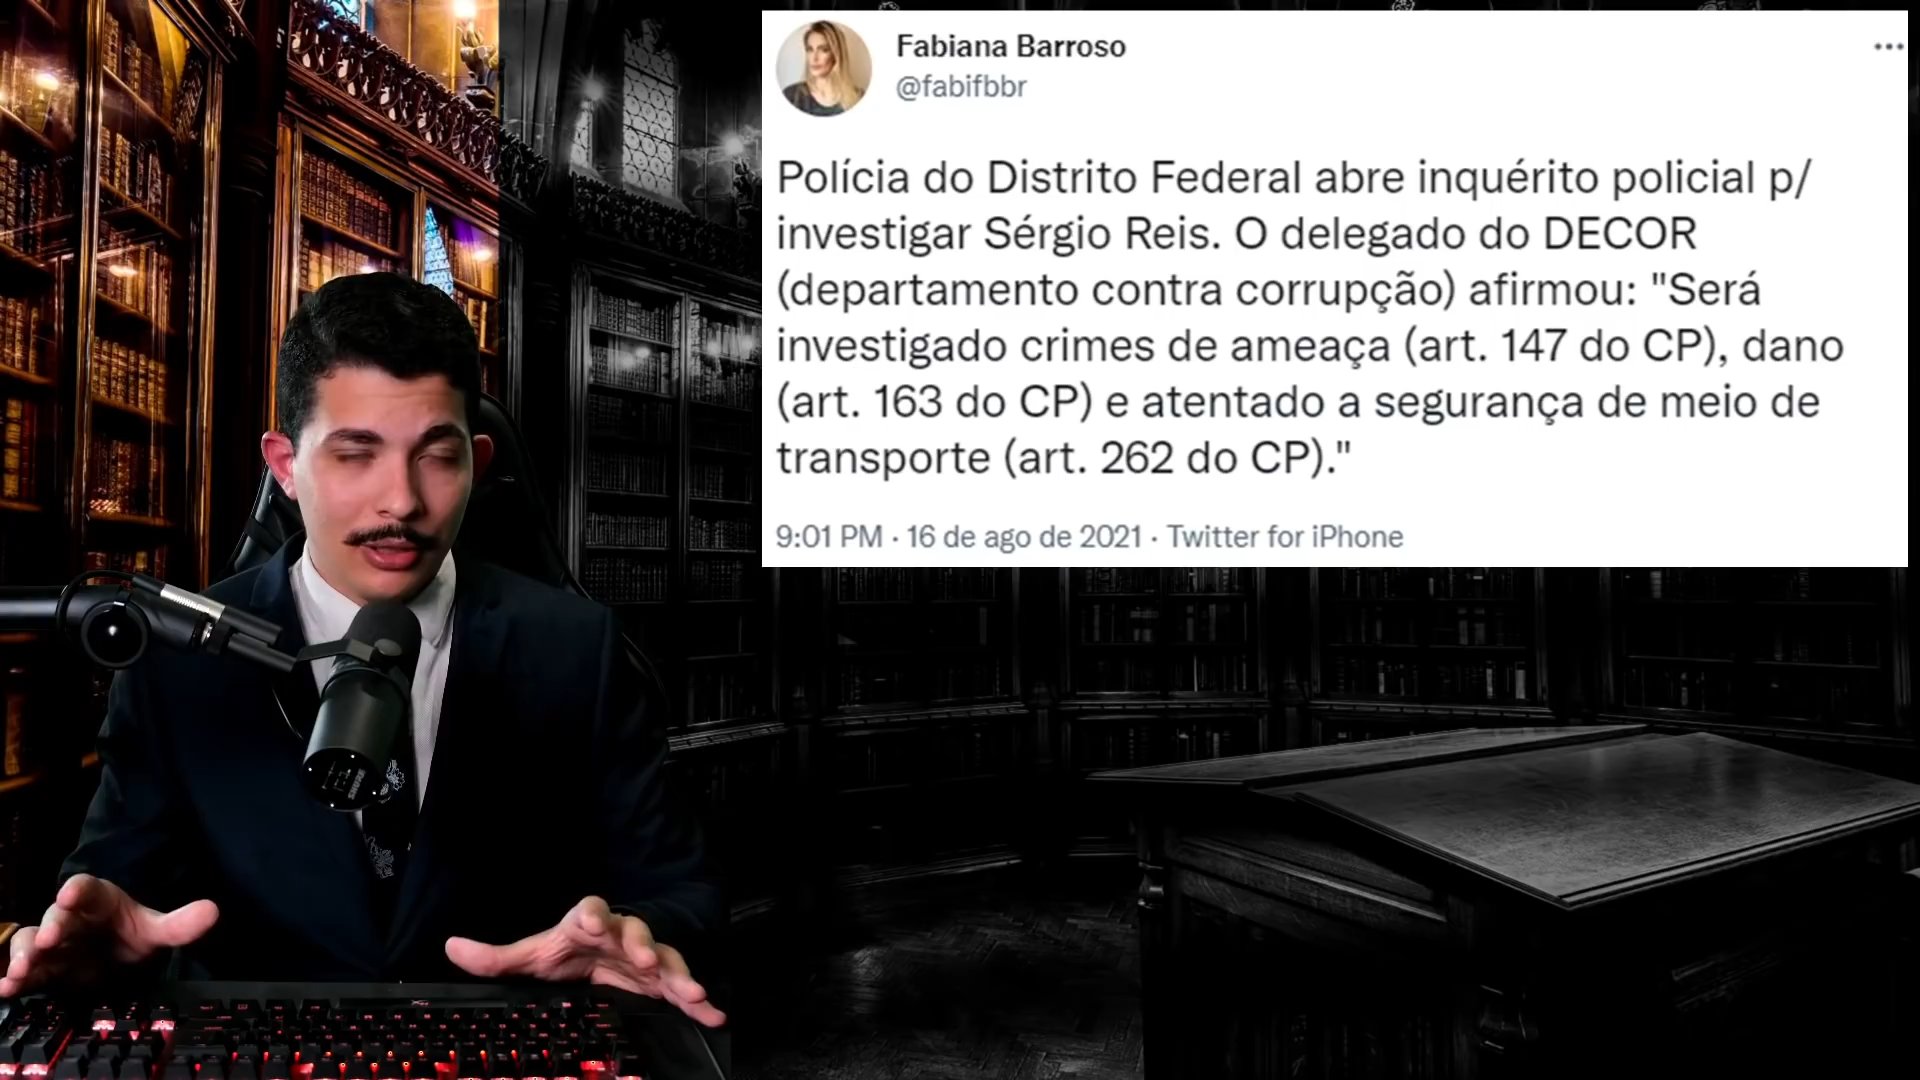 Fabiana Barroso
@fabifbbr
Polícia do Distrito Federal abre inquérito policial p/
investigar Sérgio Reis. O delegado do DECOR
(departamento contra corrupção) afirmou: "Será
investigado crimes de ameaça (art. 147 do CP), dano
(art. 163 do CP) e atentado a segurança de meio de
transporte (art. 262 do CP)."
9:01 PM · 16 de ago de 2021 · Twitter for iPhone